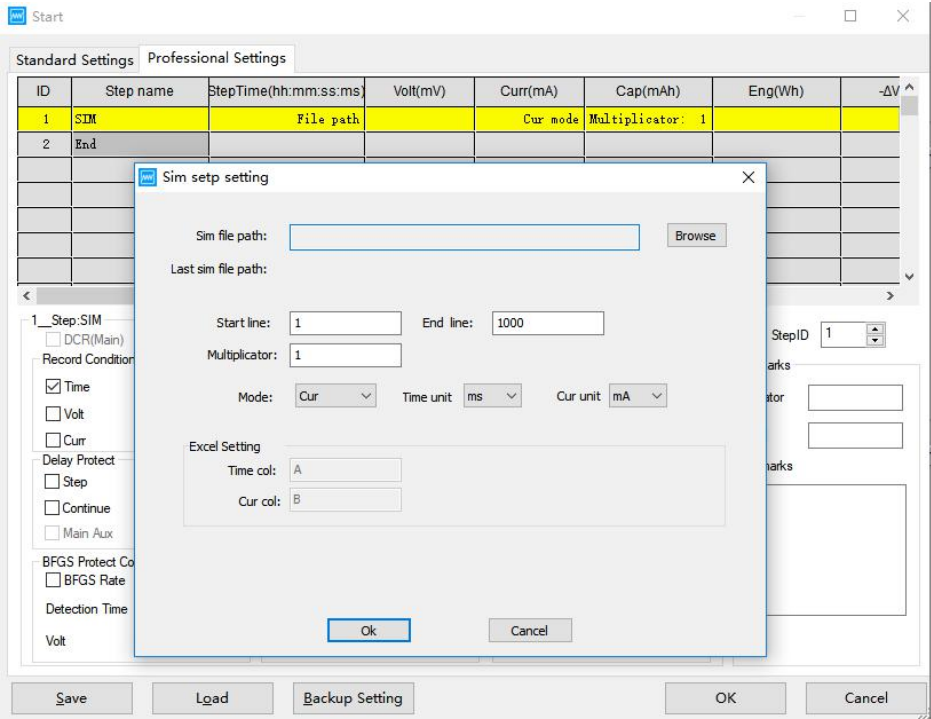 Start
Standard Settings Professional Settings
ID Step name StepTime(hh:mm:ss:ms) Volt(mV) Curr(mA) Cap(mAh) Eng(Wh) -ΔV
1 SIM File path Cur mode Multiplicator: 1
2 End
Sim setp setting
Sim file path: Browse
Last sim file path:
Start line: 1 End line: 1000
Multiplicator: 1
Mode: Cur Time unit ms Cur unit mA
Excel Setting
Time col: A
Cur col: B
Ok Cancel
1__Step:SIM
DCR(Main)
Record Condition
Time
Volt
Curr
Delay Protect
Step
Continue
Main Aux
BFGS Protect Co
BFGS Rate
Detection Time
Volt
StepID 1
arks
ator
arks
Save Load Backup Setting OK Cancel